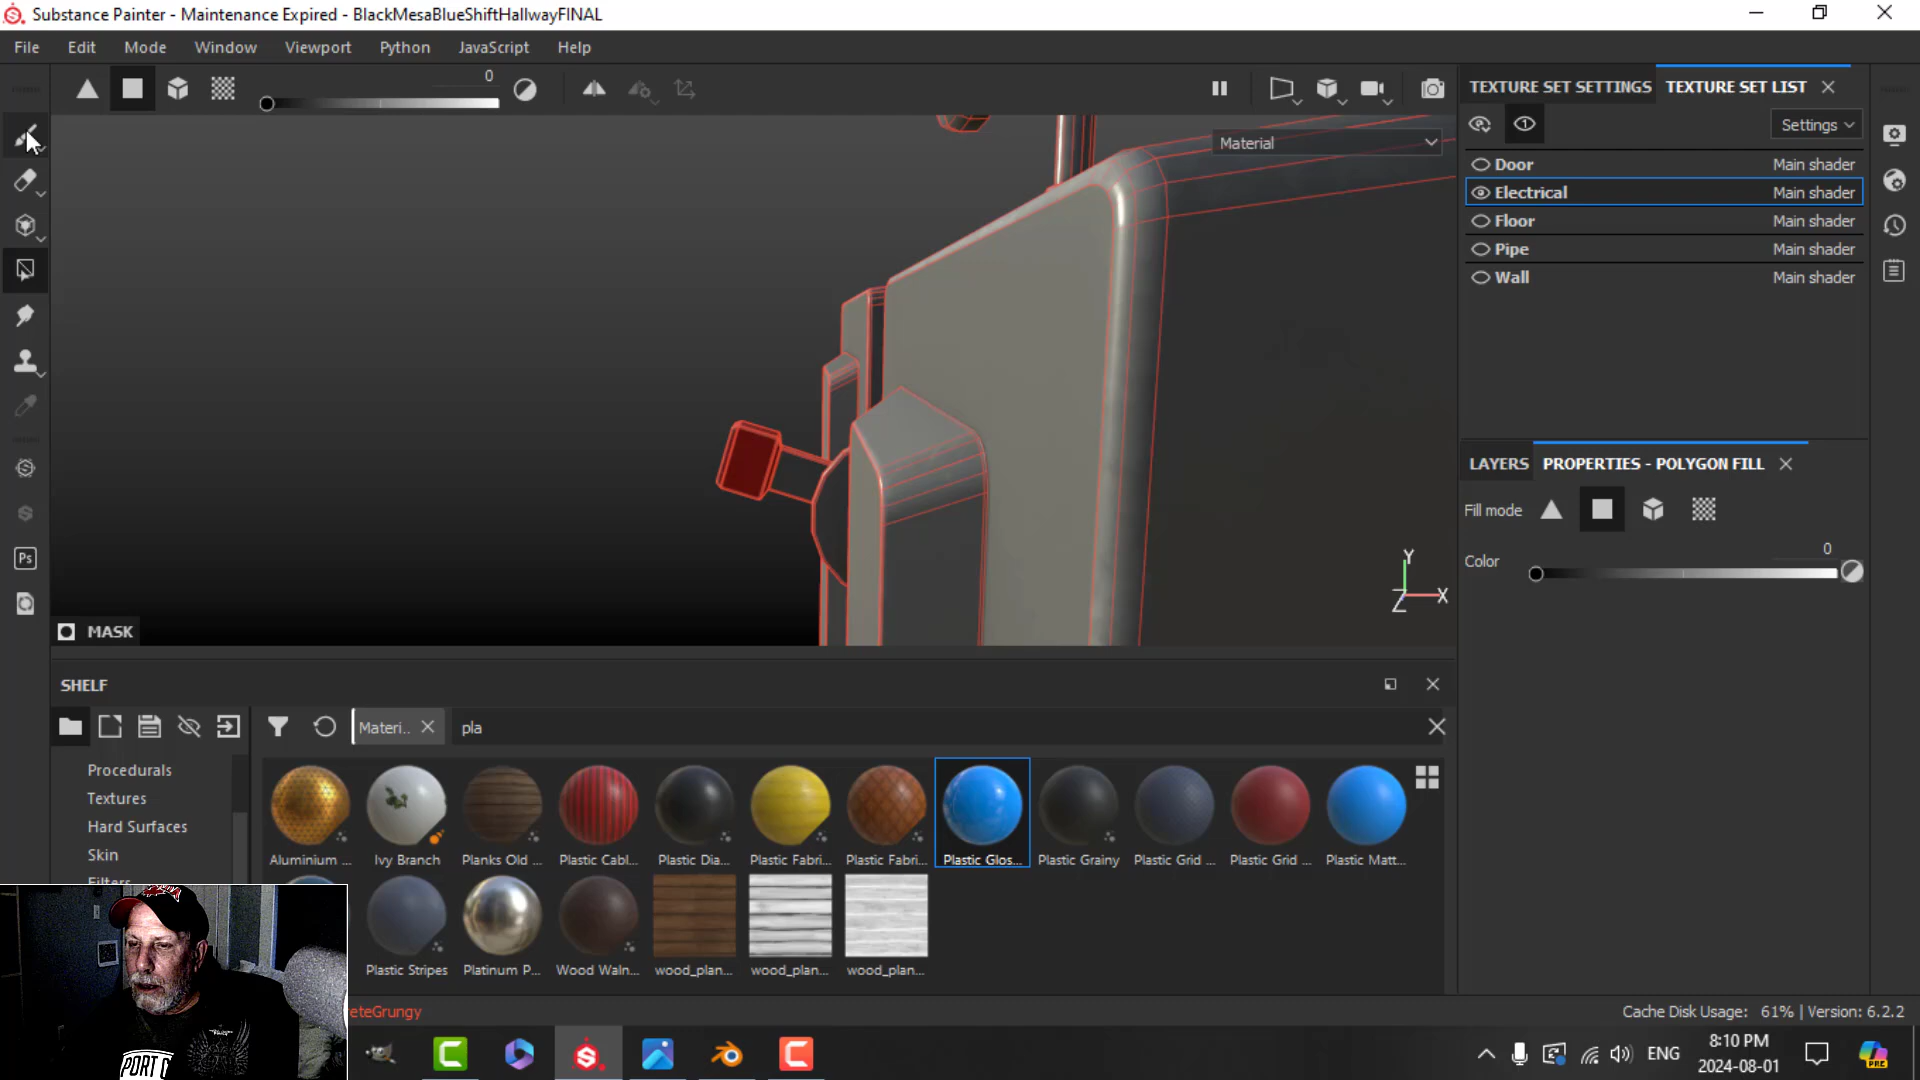 Substance Painter - Maintenance Expired - BlackMesaBlueShiftHallwayFINAL
File Edit Mode Window Viewport Python JavaScript Help
0
TEXTURE SET SETTINGS TEXTURE SET LIST
Material
Settings
Door Main shader
Electrical Main shader
Floor Main shader
Pipe Main shader
Wall Main shader
LAYERS PROPERTIES - POLYGON FILL
Fill mode
0
Color
Y
Z X
MASK
SHELF
Materi.. pla
Procedurals
Textures
Hard Surfaces
Skin
Filters
Aluminium ... Ivy Branch Planks Old ... Plastic Cabl... Plastic Dia... Plastic Fabri... Plastic Fabri... Plastic Glos... Plastic Grainy Plastic Grid ... Plastic Grid ... Plastic Matt...
Plastic Stripes Platinum P... Wood Waln... wood_plan... wood_plan... wood_plan...
eteGrungy
Cache Disk Usage: 61% | Version: 6.2.2
ENG
8:10 PM
2024-08-01